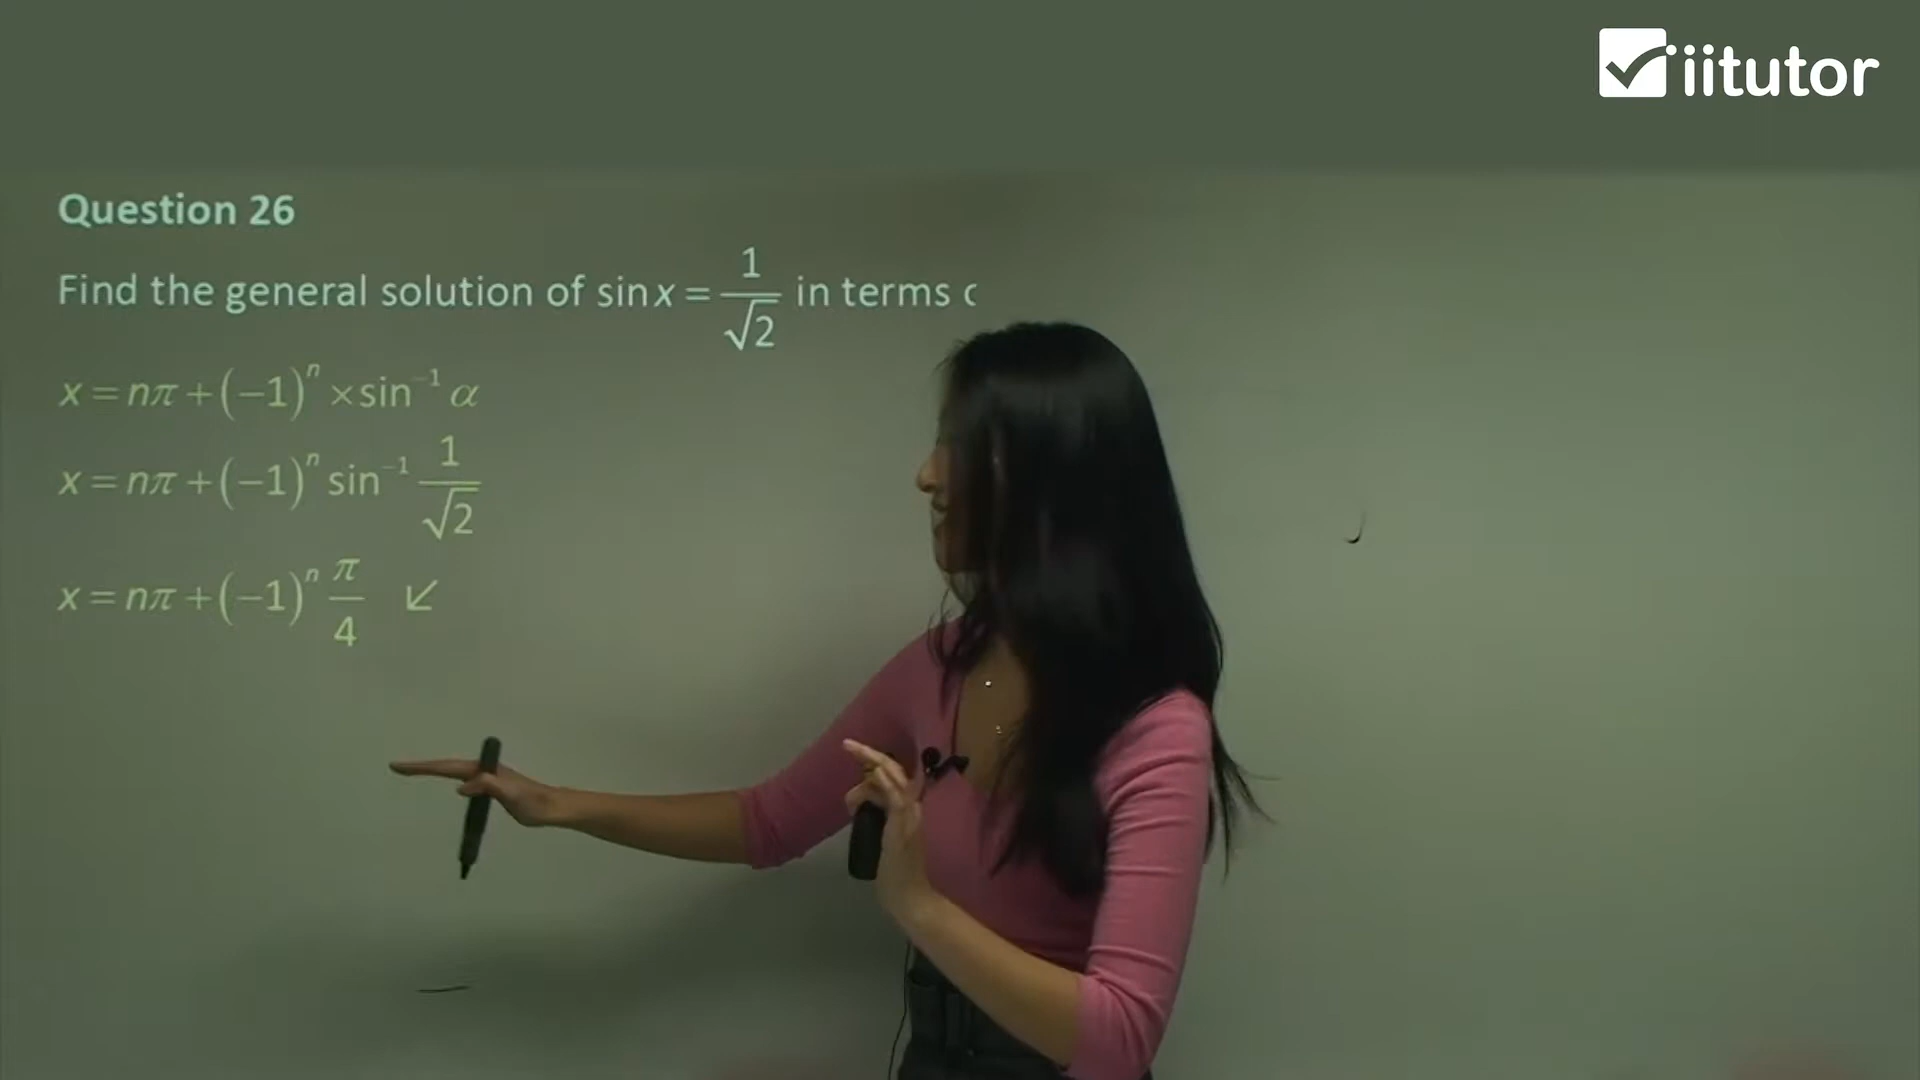 iitutor
Question 26
Find the general solution of sin x = 1/√2 in terms
x = nπ + (−1)ⁿ × sin⁻¹ α
x = nπ + (−1)ⁿ sin⁻¹ 1/√2
x = nπ + (−1)ⁿ π/4 ↙